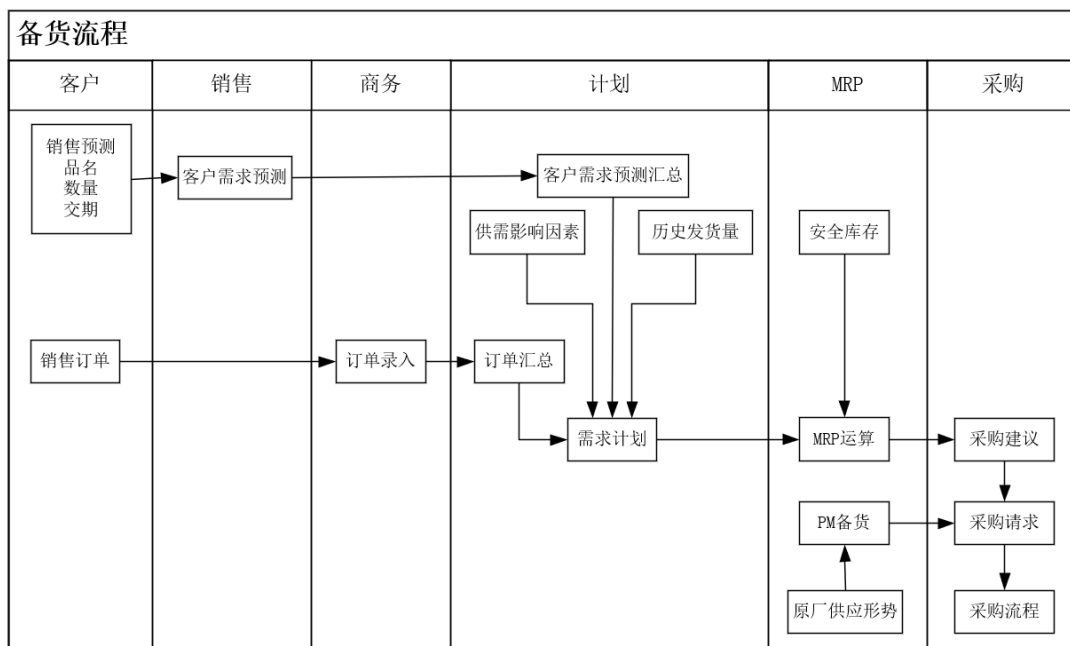 备货流程
客户
销售
商务
计划
MRP
采购
销售预测
品名
数量
交期
客户需求预测
客户需求预测汇总
供需影响因素
历史发货量
安全库存
销售订单
订单录入
订单汇总
需求计划
MRP运算
采购建议
PM备货
采购请求
原厂供应形势
采购流程